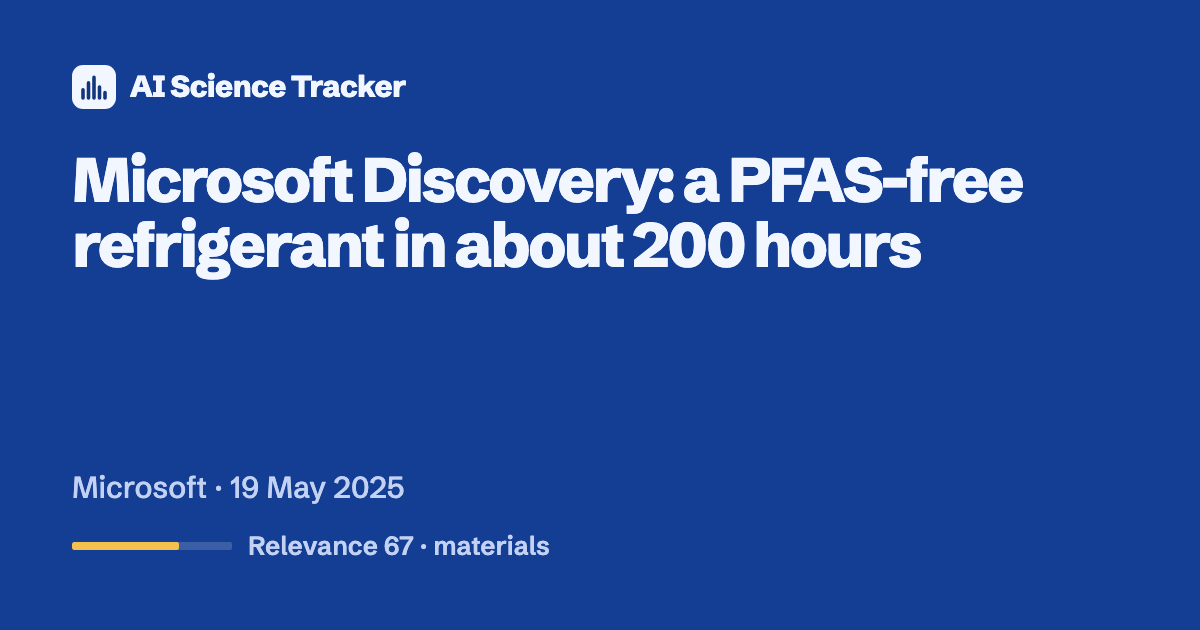 AI Science Tracker
Microsoft Discovery: a PFAS-free
refrigerant in about 200 hours
Microsoft · 19 May 2025
Relevance 67 · materials